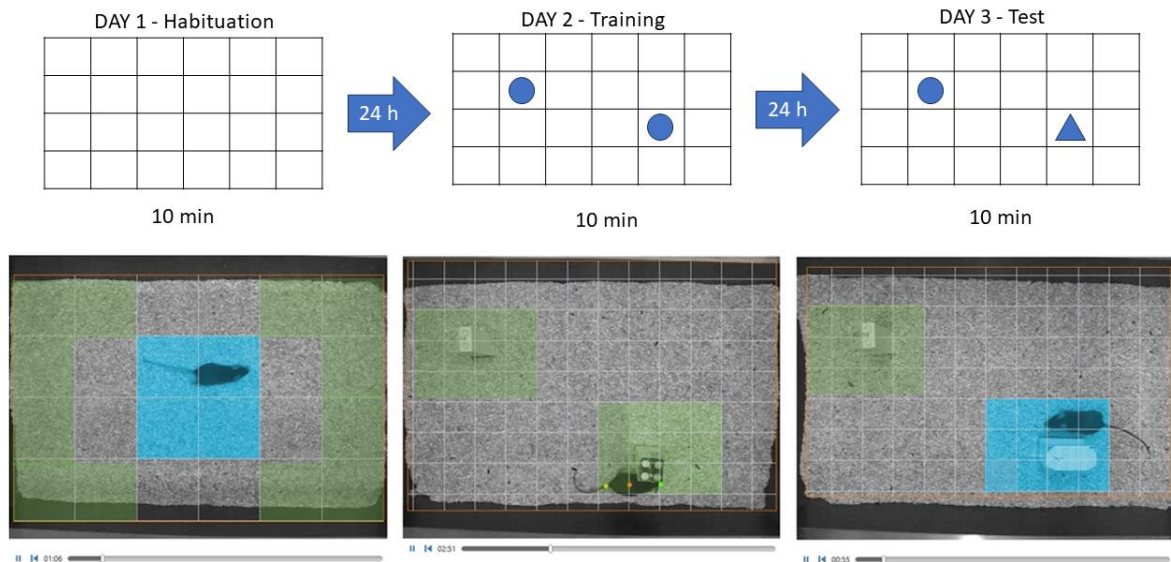 DAY 1 - Habituation
DAY 2 - Training
DAY 3 - Test
24 h
24 h
10 min
10 min
10 min
01:06
02:51
00:55